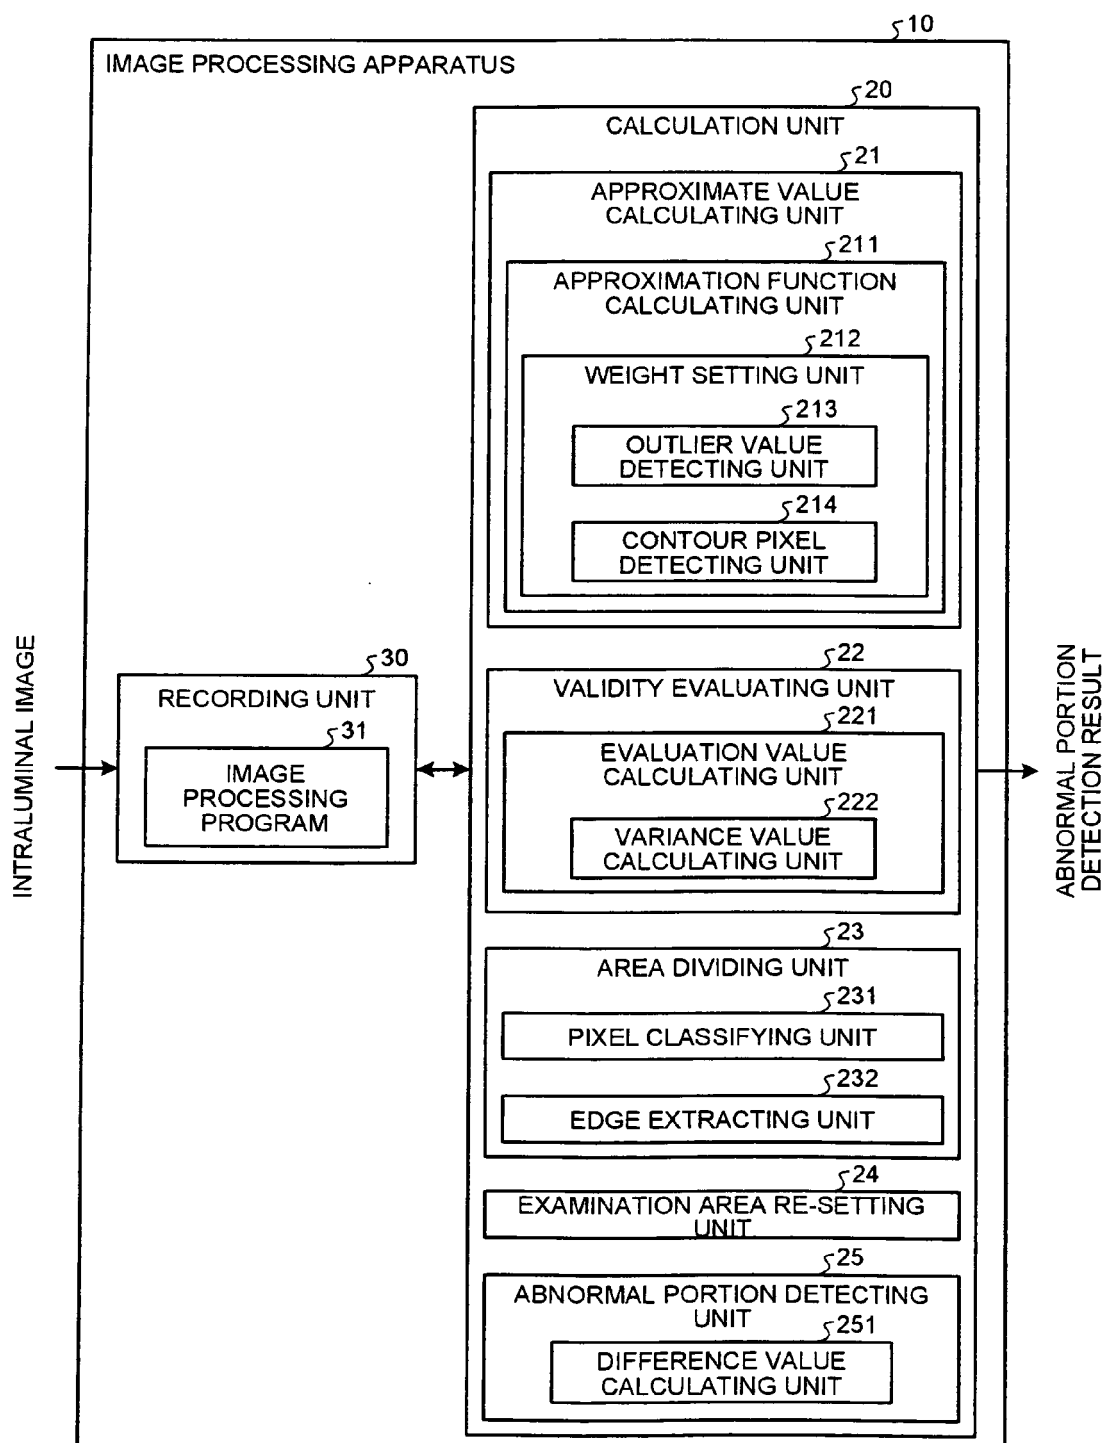 10
IMAGE PROCESSING APPARATUS
20
CALCULATION UNIT
21
APPROXIMATE VALUE
CALCULATING UNIT
211
APPROXIMATION FUNCTION
CALCULATING UNIT
212
WEIGHT SETTING UNIT
213
OUTLIER VALUE
DETECTING UNIT
214
CONTOUR PIXEL
DETECTING UNIT
INTRALUMINAL IMAGE
30
RECORDING UNIT
31
IMAGE
PROCESSING
PROGRAM
22
VALIDITY EVALUATING UNIT
221
EVALUATION VALUE
CALCULATING UNIT
222
VARIANCE VALUE
CALCULATING UNIT
ABNORMAL PORTION
DETECTION RESULT
23
AREA DIVIDING UNIT
231
PIXEL CLASSIFYING UNIT
232
EDGE EXTRACTING UNIT
24
EXAMINATION AREA RE-SETTING
UNIT
25
ABNORMAL PORTION DETECTING
UNIT
251
DIFFERENCE VALUE
CALCULATING UNIT